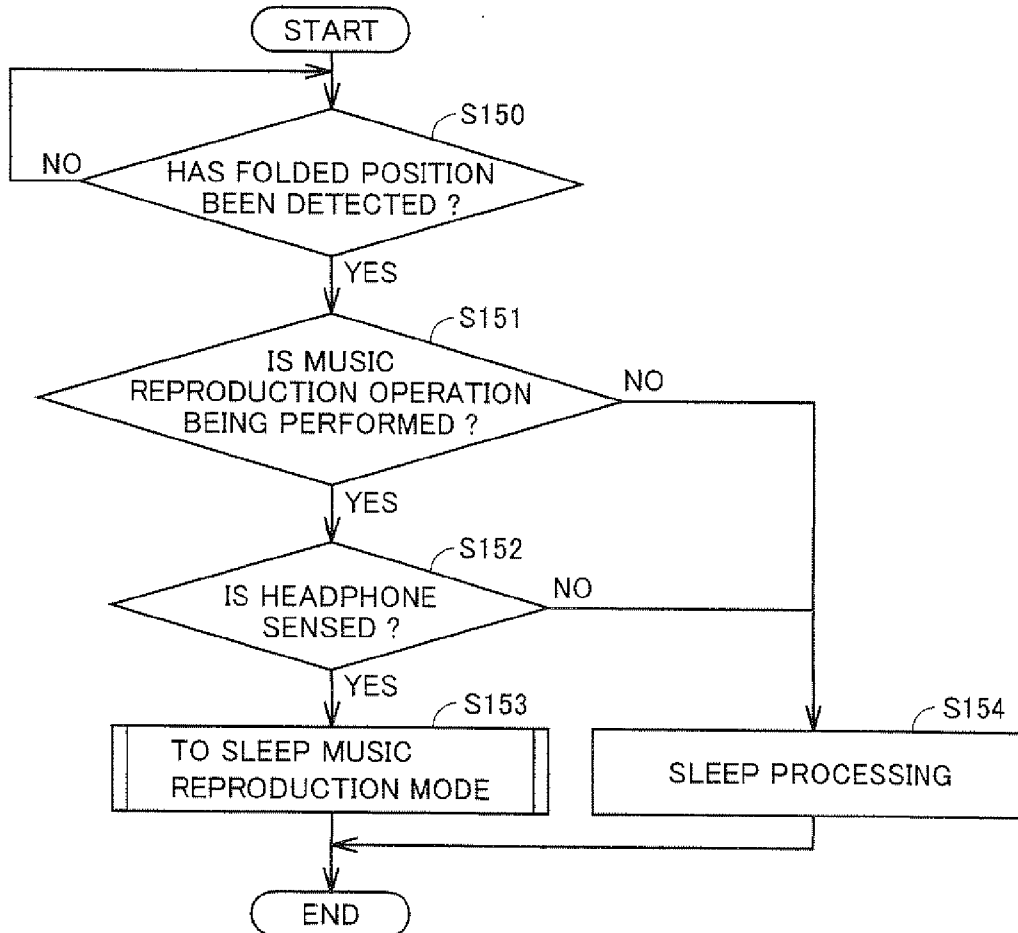 START
S150
NO
HAS FOLDED POSITION
BEEN DETECTED ?
YES
S151
IS MUSIC
REPRODUCTION OPERATION
BEING PERFORMED ?
NO
YES
S152
IS HEADPHONE
SENSED ?
NO
YES
S153
TO SLEEP MUSIC
REPRODUCTION MODE
S154
SLEEP PROCESSING
END